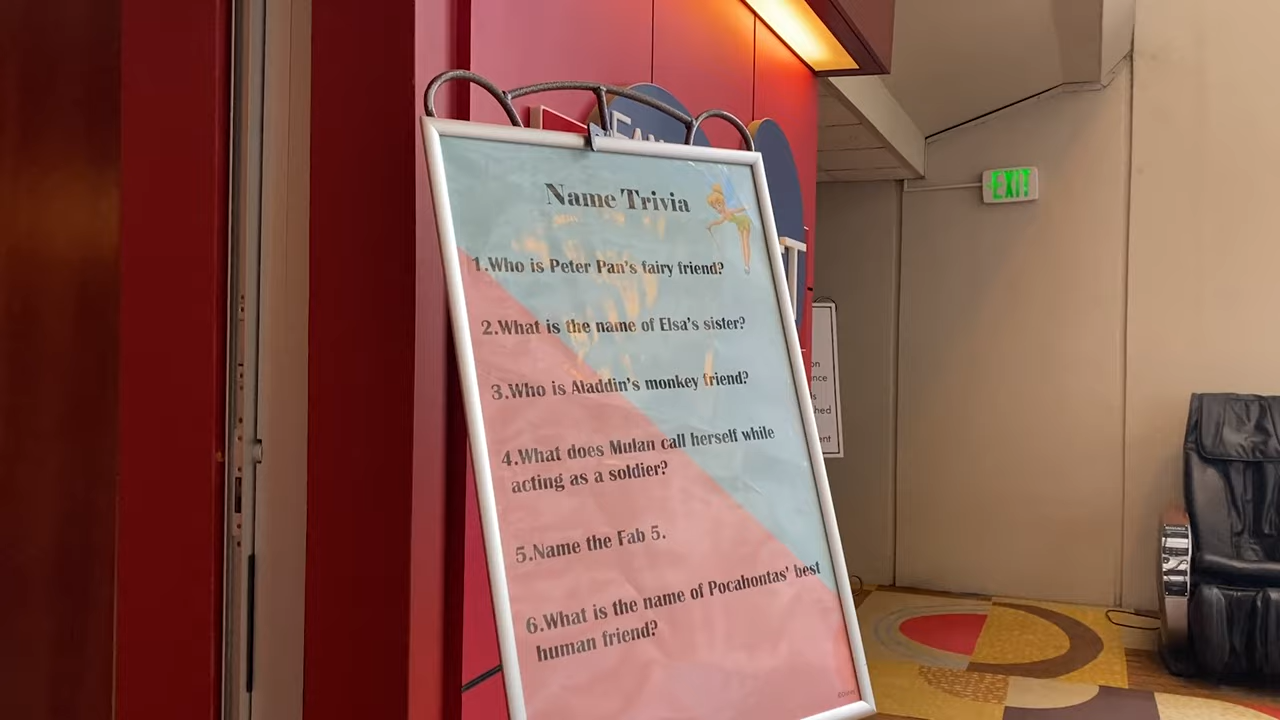 Name Trivia
1.Who is Peter Pan's fairy friend?
2.What is the name of Elsa's sister?
3.Who is Aladdin's monkey friend?
4.What does Mulan call herself while
acting as a soldier?
5.Name the Fab 5.
6.What is the name of Pocahontas' best
human friend?
EXIT